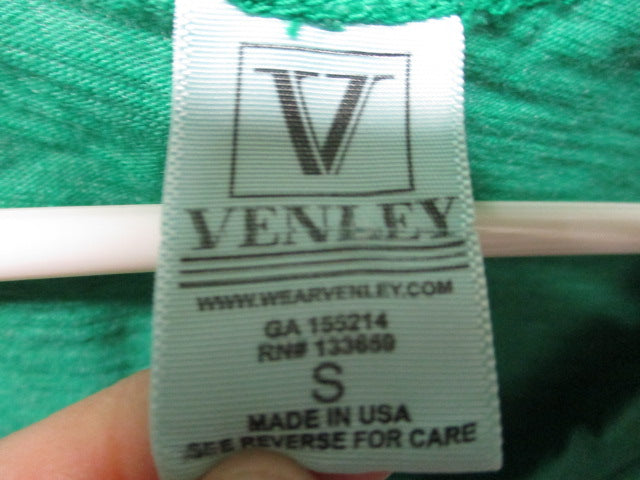 V
VENLEY
WWW.WEARVENLEY.COM
GA 155214
RN# 133659
S
MADE IN USA
SEE REVERSE FOR CARE